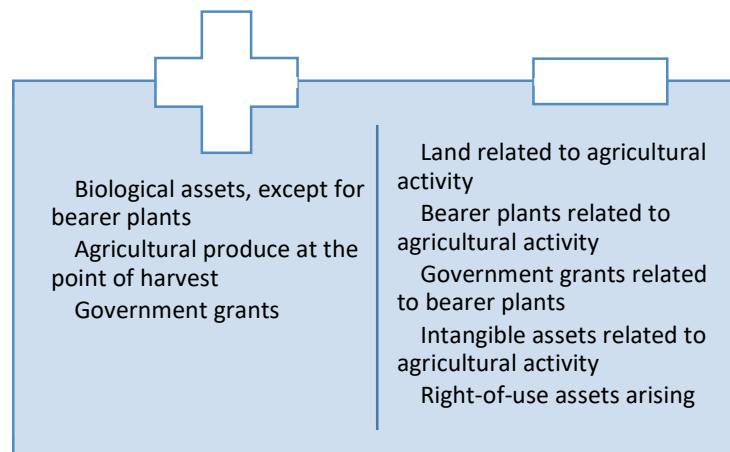 Biological assets, except for
bearer plants
Agricultural produce at the
point of harvest
Government grants
Land related to agricultural
activity
Bearer plants related to
agricultural activity
Government grants related
to bearer plants
Intangible assets related to
agricultural activity
Right-of-use assets arising